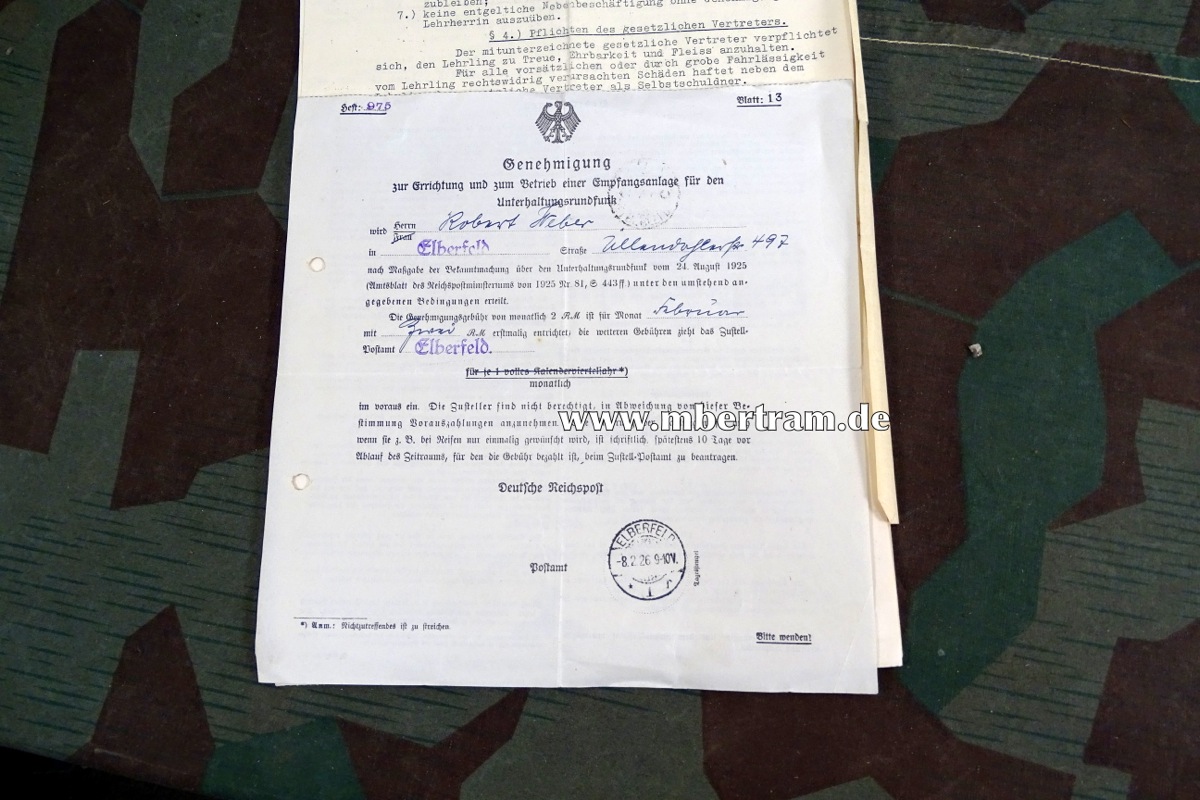 zubleiben;
7.) keine entgeltliche Nebenbeschäftigung ohne
Lehrherrin auszuüben.
§ 4.) Pflichten des gesetzlichen Vertreters.
Der mitunterzeichnete gesetzliche Vertreter verpflichtet
sich, den Lehrling zu Treue, Ehrbarkeit und Fleiss anzuhalten.
Für alle vorsätzlichen oder durch grobe Fahrlässigkeit
vom Lehrling rechtswidrig verursachten Schäden haftet neben dem
Vertreter als Selbstschuldner.
Heft: 975
Blatt: 13
Genehmigung
zur Errichtung und zum Betrieb einer Empfangsanlage für den
Unterhaltungsrundfunk
wird Herrn Robert Weber
Frau
in Elberfeld Straße Ullendahlerstr 497
nach Maßgabe der Bekanntmachung über den Unterhaltungsrundfunk vom 24. August 1925
(Amtsblatt des Reichspostministeriums von 1925 Nr. 81, S 443 ff.) unter den umstehend an-
gegebenen Bedingungen erteilt.
Die Genehmigungsgebühr von monatlich 2 RM ist für Monat Februar
mit Zwei RM erstmalig entrichtet; die weiteren Gebühren zieht das Zustell-
Postamt Elberfeld.
für je 1 volles Kalendervierteljahr *)
monatlich
im voraus ein. Die Zusteller sind nicht berechtigt, in Abweichung von dieser Be-
stimmung Vorauszahlungen anzunehmen.
www.mbertram.de
wenn sie z. B. bei Reisen nur einmalig gewünscht wird, ist schriftlich spätestens 10 Tage vor
Ablauf des Zeitraums, für den die Gebühr bezahlt ist, beim Zustell-Postamt zu beantragen.
Deutsche Reichspost
Postamt
ELBERFELD
-8.2.26.9-10V.
* 1 r
Tagesstempel
*) Anm.: Nichtzutreffendes ist zu streichen.
Bitte wenden!